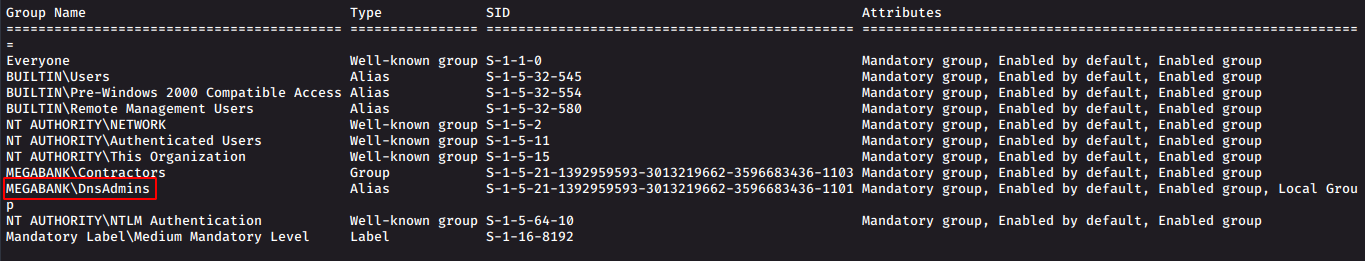 Group Name                                 Type             SID                                            Attributes
========================================== ================ ============================================== ==============================================================
=
Everyone                                   Well-known group S-1-1-0                                        Mandatory group, Enabled by default, Enabled group
BUILTIN\Users                              Alias            S-1-5-32-545                                   Mandatory group, Enabled by default, Enabled group
BUILTIN\Pre-Windows 2000 Compatible Access Alias            S-1-5-32-554                                   Mandatory group, Enabled by default, Enabled group
BUILTIN\Remote Management Users            Alias            S-1-5-32-580                                   Mandatory group, Enabled by default, Enabled group
NT AUTHORITY\NETWORK                       Well-known group S-1-5-2                                        Mandatory group, Enabled by default, Enabled group
NT AUTHORITY\Authenticated Users           Well-known group S-1-5-11                                       Mandatory group, Enabled by default, Enabled group
NT AUTHORITY\This Organization             Well-known group S-1-5-15                                       Mandatory group, Enabled by default, Enabled group
MEGABANK\Contractors                       Group            S-1-5-21-1392959593-3013219662-3596683436-1103 Mandatory group, Enabled by default, Enabled group
MEGABANK\DnsAdmins                         Alias            S-1-5-21-1392959593-3013219662-3596683436-1101 Mandatory group, Enabled by default, Enabled group, Local Grou
p
NT AUTHORITY\NTLM Authentication           Well-known group S-1-5-64-10                                    Mandatory group, Enabled by default, Enabled group
Mandatory Label\Medium Mandatory Level     Label            S-1-16-8192